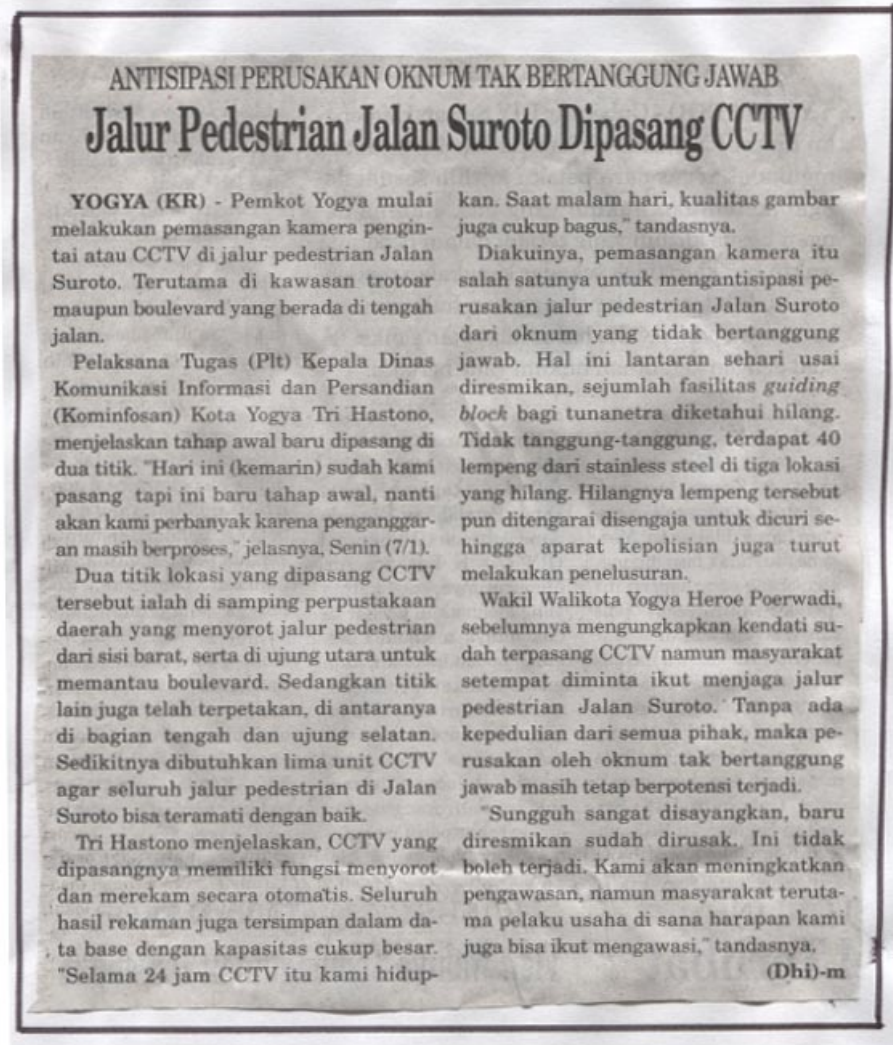 ANTISIPASI PERUSAKAN OKNUM TAK BERTANGGUNG JAWAB
Jalur Pedestrian Jalan Suroto Dipasang CCTV
YOGYA (KR) - Pemkot Yogya mulai
melakukan pemasangan kamera pengin-
tai atau CCTV di jalur pedestrian Jalan
Suroto. Terutama di kawasan trotoar
maupun boulevard yang berada di tengah
jalan.
Pelaksana Tugas (Plt) Kepala Dinas
Komunikasi Informasi dan Persandian
(Kominfosan) Kota Yogya Tri Hastono,
menjelaskan tahap awal baru dipasang di
dua titik. "Hari ini (kemarin) sudah kami
pasang tapi ini baru tahap awal, nanti
akan kami perbanyak karena penganggar-
an masih berproses," jelasnya, Senin (7/1).
Dua titik lokasi yang dipasang CCTV
tersebut ialah di samping perpustakaan
daerah yang menyorot jalur pedestrian
dari sisi barat, serta di ujung utara untuk
memantau boulevard. Sedangkan titik
lain juga telah terpetakan, di antaranya
di bagian tengah dan ujung selatan.
Sedikitnya dibutuhkan lima unit CCTV
agar seluruh jalur pedestrian di Jalan
Suroto bisa teramati dengan baik.
Tri Hastono menjelaskan, CCTV yang
dipasangnya memiliki fungsi menyorot
dan merekam secara otomatis. Seluruh
hasil rekaman juga tersimpan dalam da-
ta base dengan kapasitas cukup besar.
"Selama 24 jam CCTV itu kami hidup-
kan. Saat malam hari, kualitas gambar
juga cukup bagus," tandasnya.
Diakuinya, pemasangan kamera itu
salah satunya untuk mengantisipasi pe-
rusakan jalur pedestrian Jalan Suroto
dari oknum yang tidak bertanggung
jawab. Hal ini lantaran sehari usai
diresmikan, sejumlah fasilitas guiding
block bagi tunanetra diketahui hilang.
Tidak tanggung-tanggung, terdapat 40
lempeng dari stainless steel di tiga lokasi
yang hilang. Hilangnya lempeng tersebut
pun ditengarai disengaja untuk dicuri se-
hingga aparat kepolisian juga turut
melakukan penelusuran.
Wakil Walikota Yogya Heroe Poerwadi,
sebelumnya mengungkapkan kendati su-
dah terpasang CCTV namun masyarakat
setempat diminta ikut menjaga jalur
pedestrian Jalan Suroto. Tanpa ada
kepedulian dari semua pihak, maka pe-
rusakan oleh oknum tak bertanggung
jawab masih tetap berpotensi terjadi.
"Sungguh sangat disayangkan, baru
diresmikan sudah dirusak. Ini tidak
boleh terjadi. Kami akan meningkatkan
pengawasan, namun masyarakat teruta-
ma pelaku usaha di sana harapan kami
juga bisa ikut mengawasi," tandasnya.
(Dhi)-m